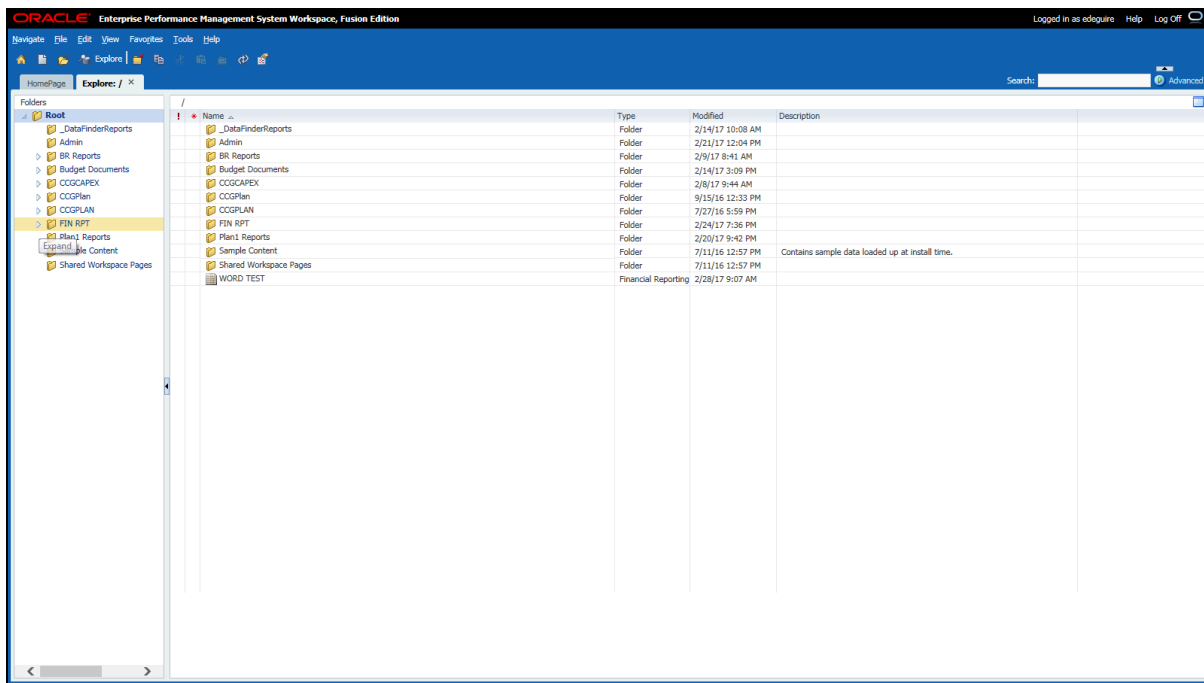 ORACLE Enterprise Performance Management System Workspace, Fusion Edition Logged in as edeguire Help Log Off
Navigate File Edit View Favorites Tools Help
Explore
HomePage Explore: / Search: Advanced
Folders /
Root
_DataFinderReports
Admin
BR Reports
Budget Documents
CCGCAPEX
CCGPlan
CCGPLAN
FIN RPT
Plan1 Reports
Expand ple Content
Shared Workspace Pages
! * Name Type Modified Description
_DataFinderReports Folder 2/14/17 10:08 AM
Admin Folder 2/21/17 12:04 PM
BR Reports Folder 2/9/17 8:41 AM
Budget Documents Folder 2/14/17 3:09 PM
CCGCAPEX Folder 2/8/17 9:44 AM
CCGPlan Folder 9/15/16 12:33 PM
CCGPLAN Folder 7/27/16 5:59 PM
FIN RPT Folder 2/24/17 7:36 PM
Plan1 Reports Folder 2/20/17 9:42 PM
Sample Content Folder 7/11/16 12:57 PM Contains sample data loaded up at install time.
Shared Workspace Pages Folder 7/11/16 12:57 PM
WORD TEST Financial Reporting 2/28/17 9:07 AM